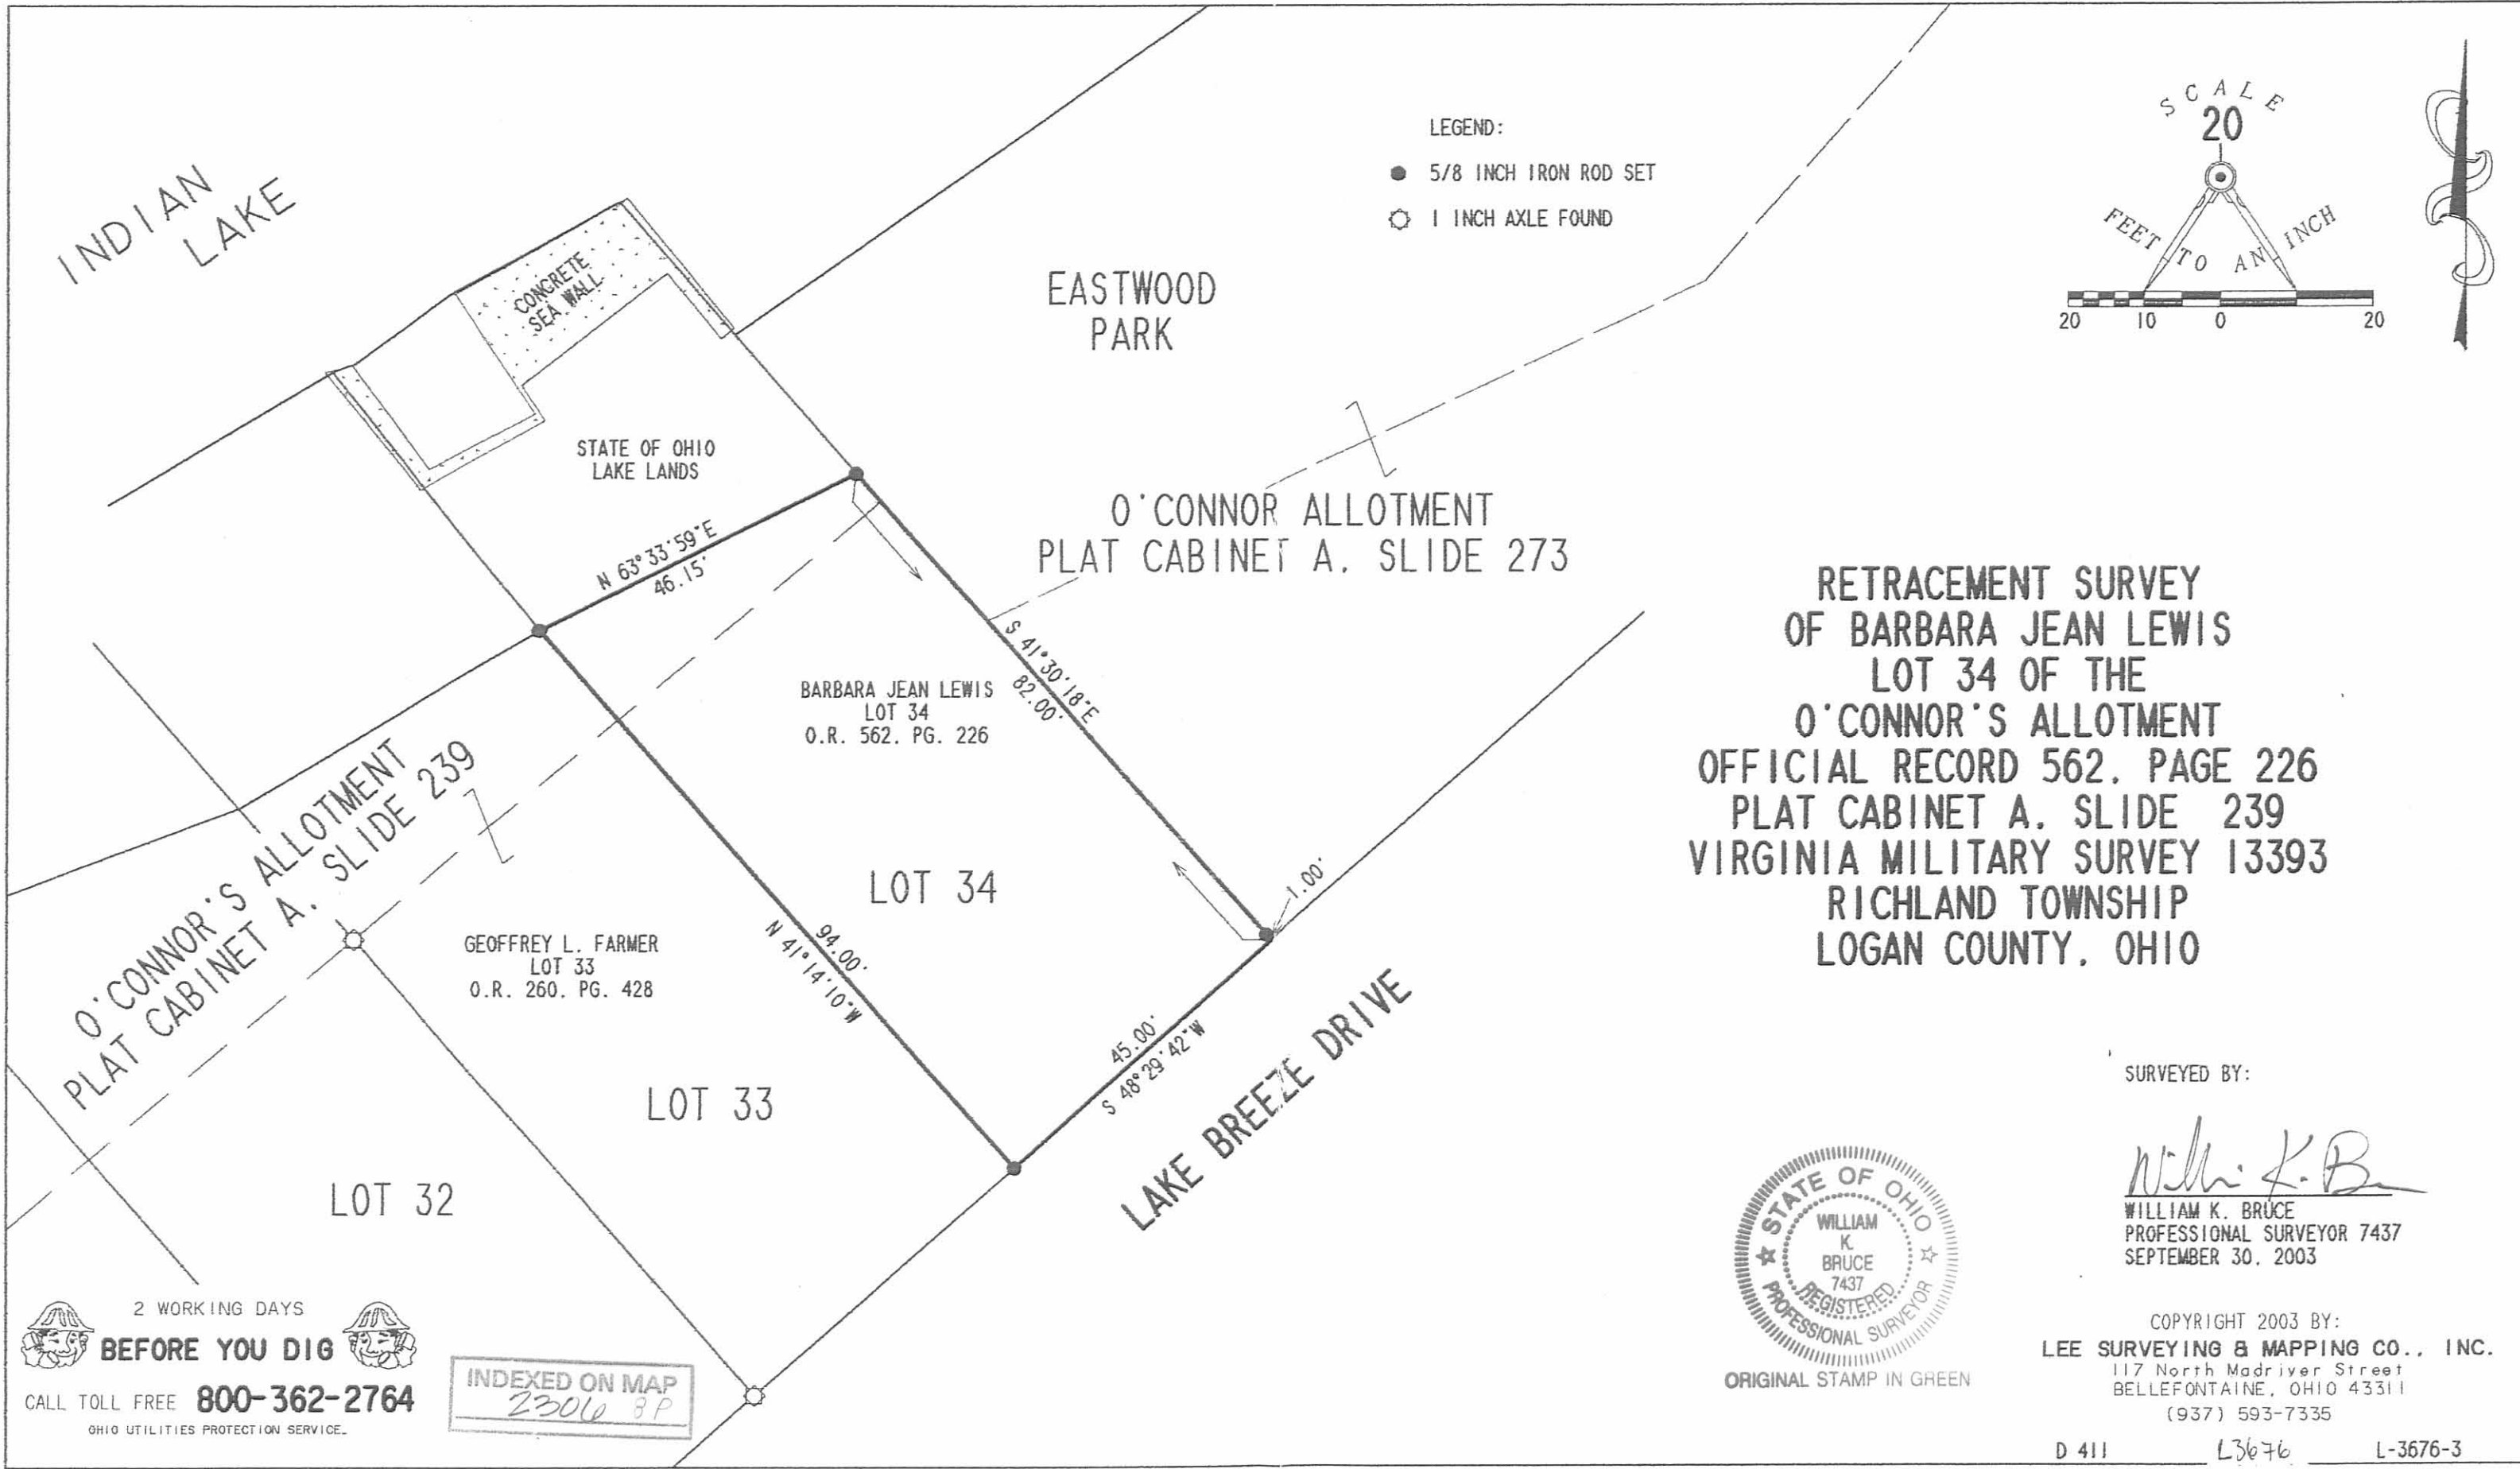 INDIAN
LAKE
CONCRETE
SEA WALL
STATE OF OHIO
LAKE LANDS
EASTWOOD
PARK
LEGEND:
5/8 INCH IRON ROD SET
1 INCH AXLE FOUND
SCALE
20
FEET TO AN INCH
20 10 0 20
O'CONNOR ALLOTMENT
PLAT CABINET A. SLIDE 273
N 63°33'59"E
46.15'
S 41°30'18"E
82.00'
BARBARA JEAN LEWIS
LOT 34
O.R. 562. PG. 226
O'CONNOR'S ALLOTMENT
PLAT CABINET A. SLIDE 239
LOT 34
1.00'
94.00'
N 41°14'10"W
GEOFFREY L. FARMER
LOT 33
O.R. 260. PG. 428
45.00'
S 48°29'42"W
LAKE BREEZE DRIVE
LOT 33
LOT 32
RETRACEMENT SURVEY
OF BARBARA JEAN LEWIS
LOT 34 OF THE
O'CONNOR'S ALLOTMENT
OFFICIAL RECORD 562. PAGE 226
PLAT CABINET A. SLIDE 239
VIRGINIA MILITARY SURVEY 13393
RICHLAND TOWNSHIP
LOGAN COUNTY. OHIO
2 WORKING DAYS
BEFORE YOU DIG
CALL TOLL FREE 800-362-2764
OHIO UTILITIES PROTECTION SERVICE.
INDEXED ON MAP
2306 8P
STATE OF OHIO
WILLIAM
K.
BRUCE
7437
REGISTERED
PROFESSIONAL SURVEYOR
ORIGINAL STAMP IN GREEN
SURVEYED BY:
William K. Bruce
WILLIAM K. BRUCE
PROFESSIONAL SURVEYOR 7437
SEPTEMBER 30. 2003
COPYRIGHT 2003 BY:
LEE SURVEYING & MAPPING CO., INC.
117 North Madriver Street
BELLEFONTAINE, OHIO 43311
(937) 593-7335
D 411 L3676 L-3676-3